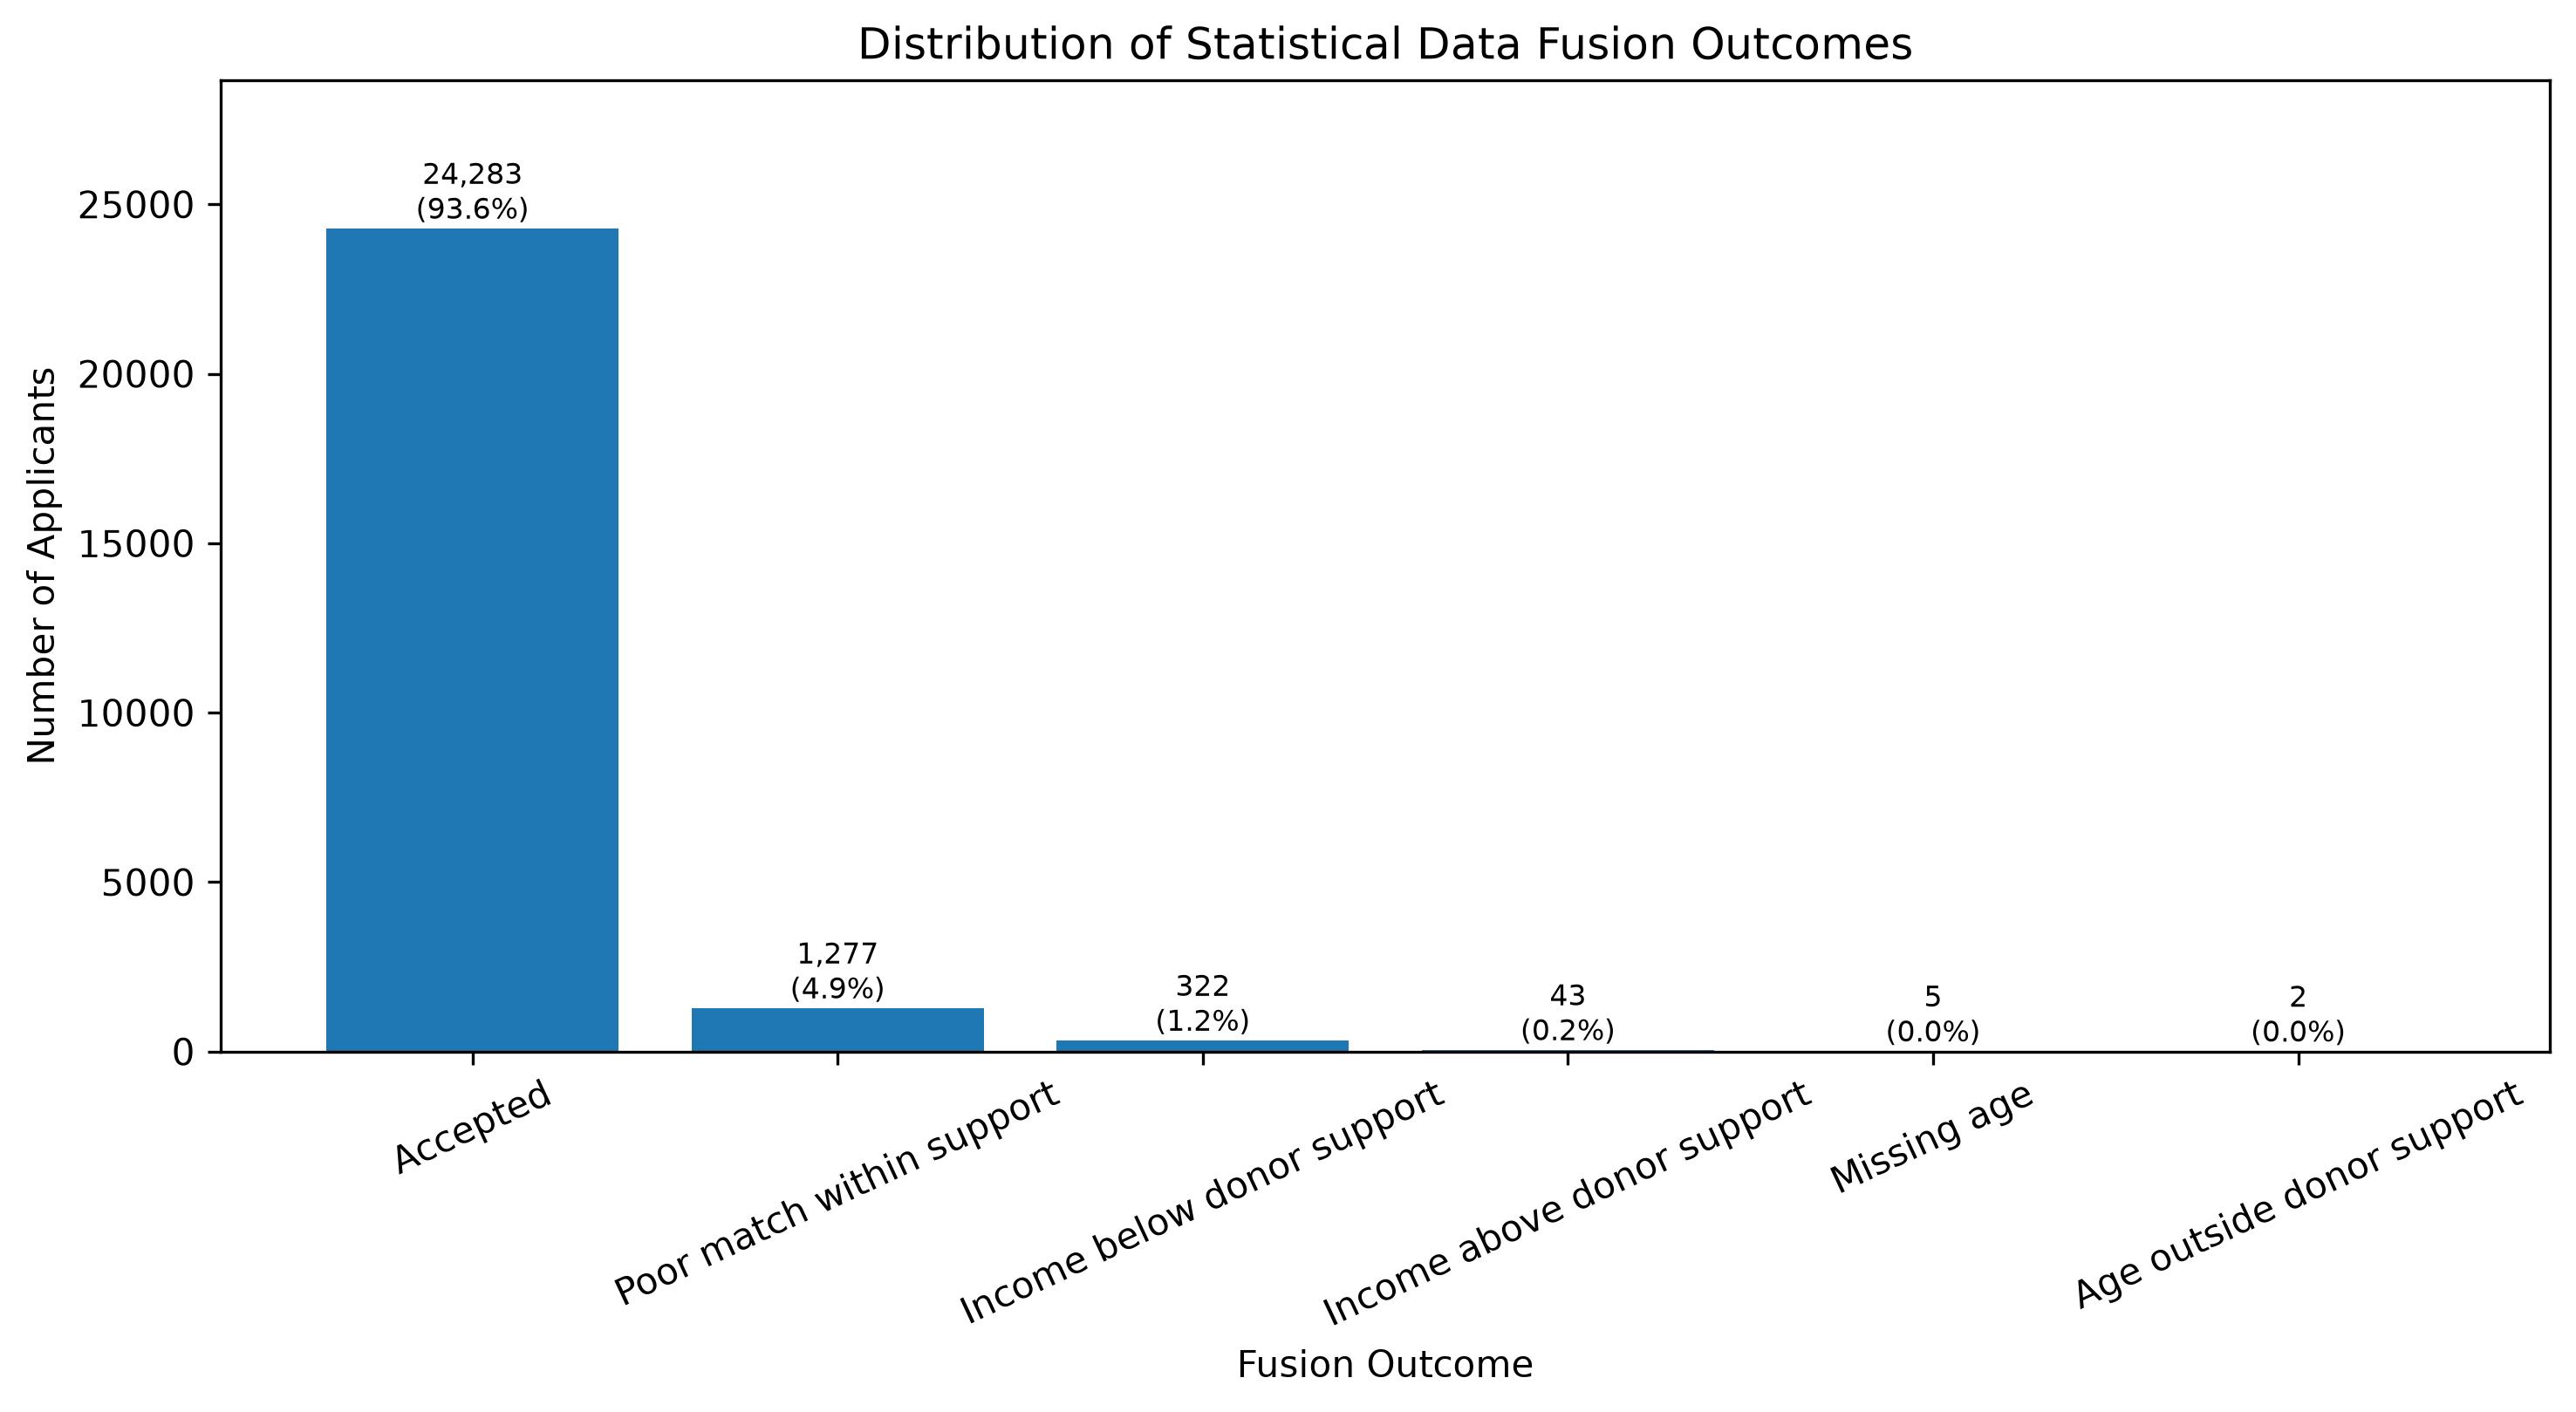 Distribution of Statistical Data Fusion Outcomes
Number of Applicants
25000
20000
15000
10000
5000
0
24,283
(93.6%)
1,277
(4.9%)
322
(1.2%)
43
(0.2%)
5
(0.0%)
2
(0.0%)
Accepted
Poor match within support
Income below donor support
Income above donor support
Missing age
Age outside donor support
Fusion Outcome